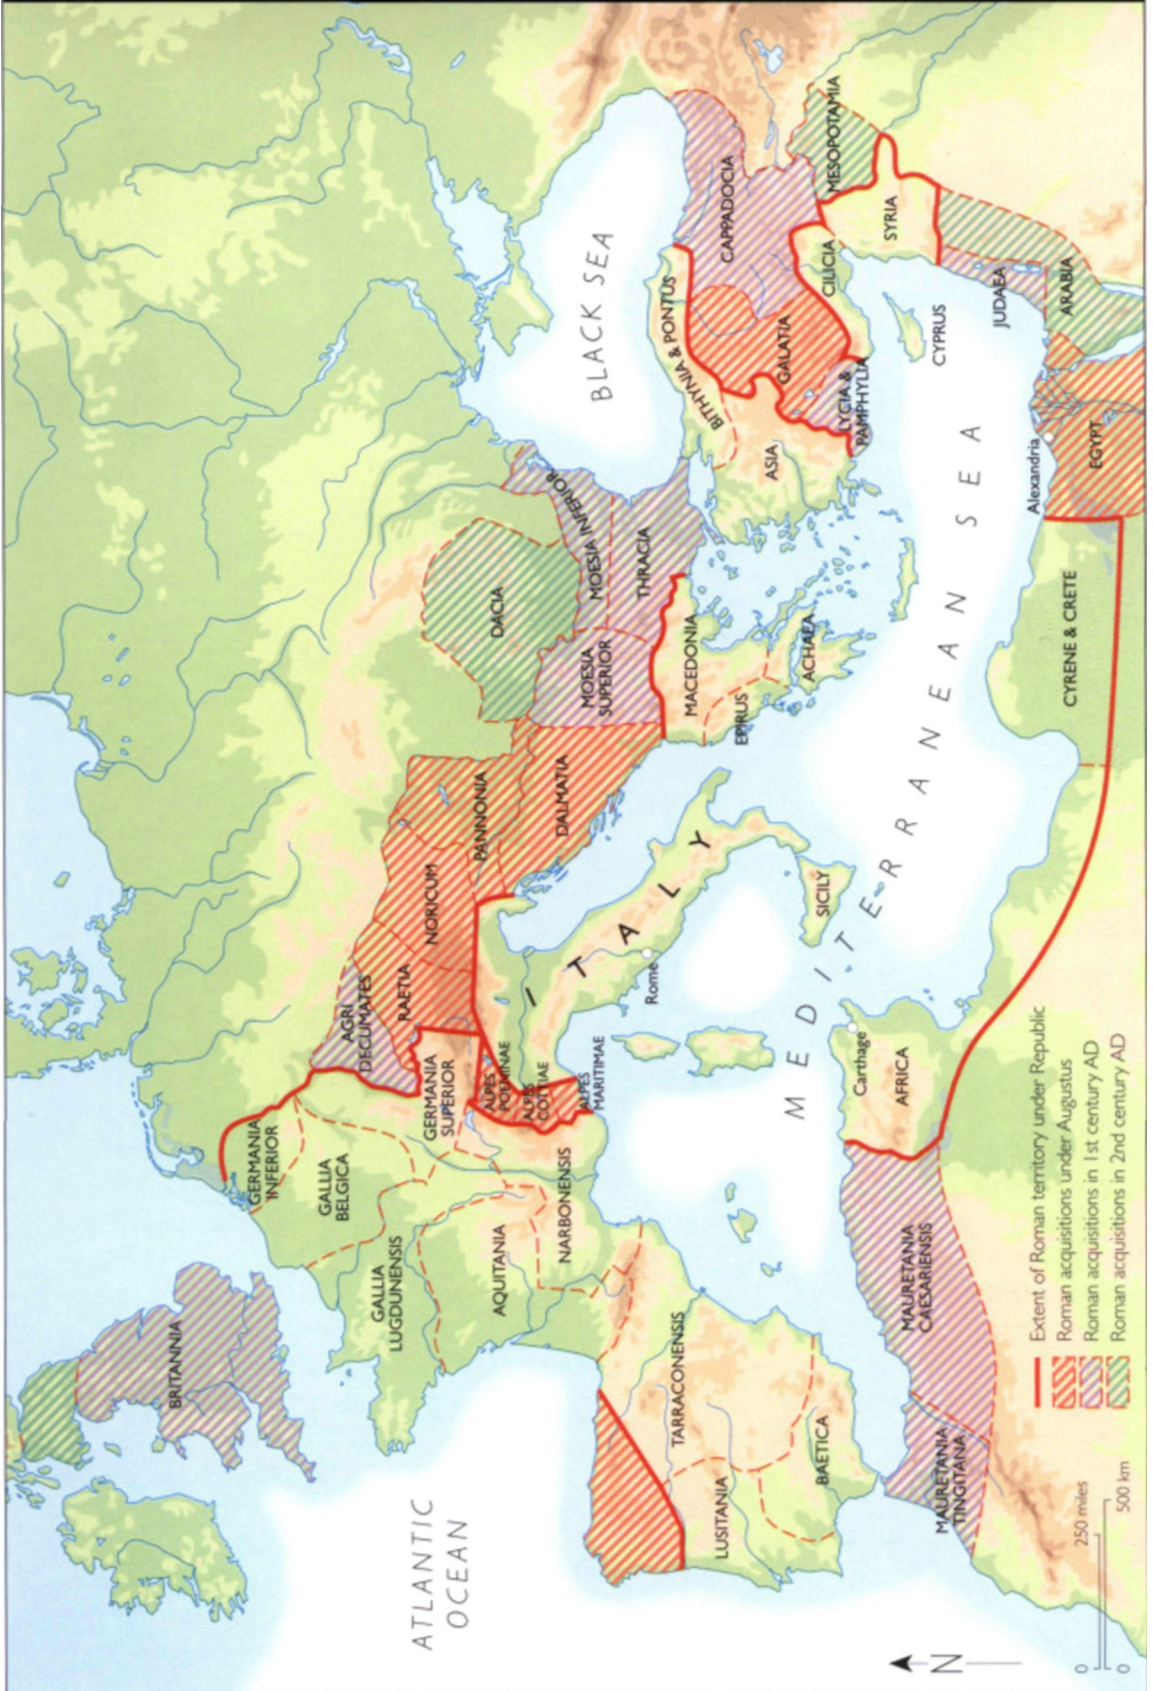 ATLANTIC
OCEAN
BRITANNIA
GERMANIA
INFERIOR
GALLIA
BELGICA
GALLIA
LUGDUNENSIS
AQUITANIA
NARBONENSIS
TARRACONENSIS
LUSITANIA
BAETICA
GERMANIA
SUPERIOR
AGRI
DECUMATES
RAETIA
NORICUM
PANNONIA
DALMATIA
ALPES
POENINAE
ALPES
COTTIAE
ALPES
MARITIMAE
ITALY
Rome
SICILY
DACIA
MOESIA
SUPERIOR
MOESIA INFERIOR
THRACIA
MACEDONIA
EPIRUS
ACHAEA
BLACK SEA
BITHYNIA & PONTUS
ASIA
GALATIA
CAPPADOCIA
LYCIA &
PAMPHYLIA
CILICIA
MESOPOTAMIA
SYRIA
CYPRUS
JUDAEA
ARABIA
EGYPT
Alexandria
CYRENE & CRETE
MEDITERRANEAN SEA
Carthage
AFRICA
MAURETANIA
CAESARIENSIS
MAURETANIA
TINGITANA
N
0 250 miles
0 500 km
Extent of Roman territory under Republic
Roman acquisitions under Augustus
Roman acquisitions in 1st century AD
Roman acquisitions in 2nd century AD